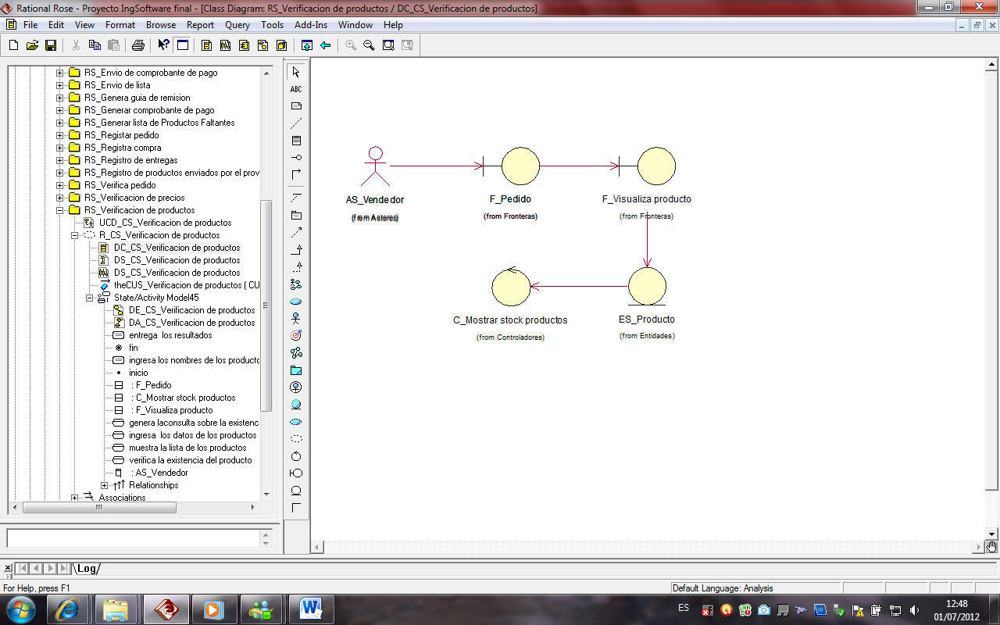 Rational Rose - Proyecto IngSoftware final - [Class Diagram: RS_Verificacion de productos / DC_CS_Verificacion de productos]
File Edit View Format Browse Report Query Tools Add-Ins Window Help
RS_Envio de comprobante de pago
RS_Envio de lista
RS_Genera guia de remision
RS_Generar comprobante de pago
RS_Generar lista de Productos Faltantes
RS_Registar pedido
RS_Registra compra
RS_Registro de entregas
RS_Registro de productos enviados por el prov
RS_Verifica pedido
RS_Verificacion de precios
RS_Verificacion de productos
UCD_CS_Verificacion de productos
R_CS_Verificacion de productos
DC_CS_Verificacion de productos
DS_CS_Verificacion de productos
DS_CS_Verificacion de productos
theCUS_Verificacion de productos ( CU
State/Activity Model45
DE_CS_Verificacion de productos
DA_CS_Verificacion de productos
entrega los resultados
fin
ingresa los nombres de los producto
inicio
: F_Pedido
: C_Mostrar stock productos
: F_Visualiza producto
genera laconsulta sobre la existenc
ingresa los datos de los productos
muestra la lista de los productos
verifica la existencia del producto
: AS_Vendedor
Relationships
Associations
ABC
AS_Vendedor
(from Actores)
F_Pedido
(from Fronteras)
F_Visualiza producto
(from Fronteras)
C_Mostrar stock productos
(from Controladores)
ES_Producto
(from Entidades)
Log
For Help, press F1
Default Language: Analysis
ES
12:48
01/07/2012